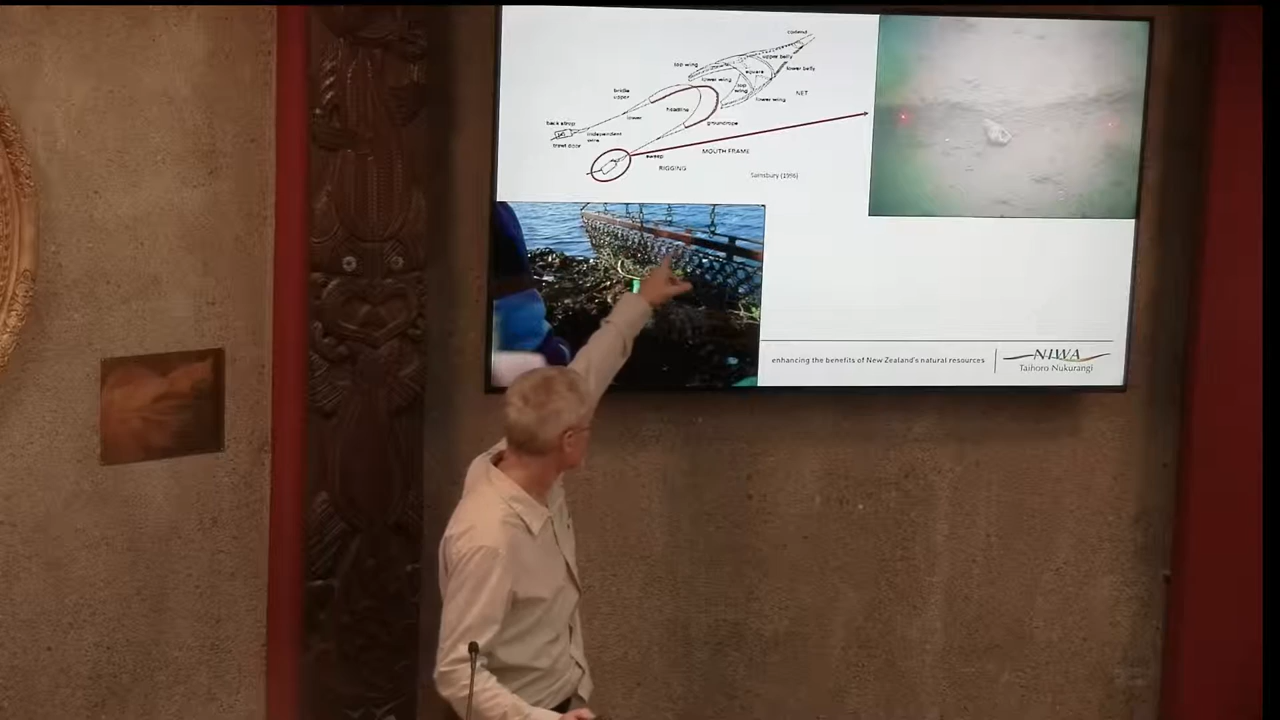 codend
upper belly
top wing
square
lower belly
lower wing
top wing
NET
bridle upper
lower wing
headline
lower
groundrope
back strop
independent wire
trawl door
MOUTH FRAME
sweep
RIGGING
Sainsbury (1996)
enhancing the benefits of New Zealand's natural resources
NIWA
Taihoro Nukurangi